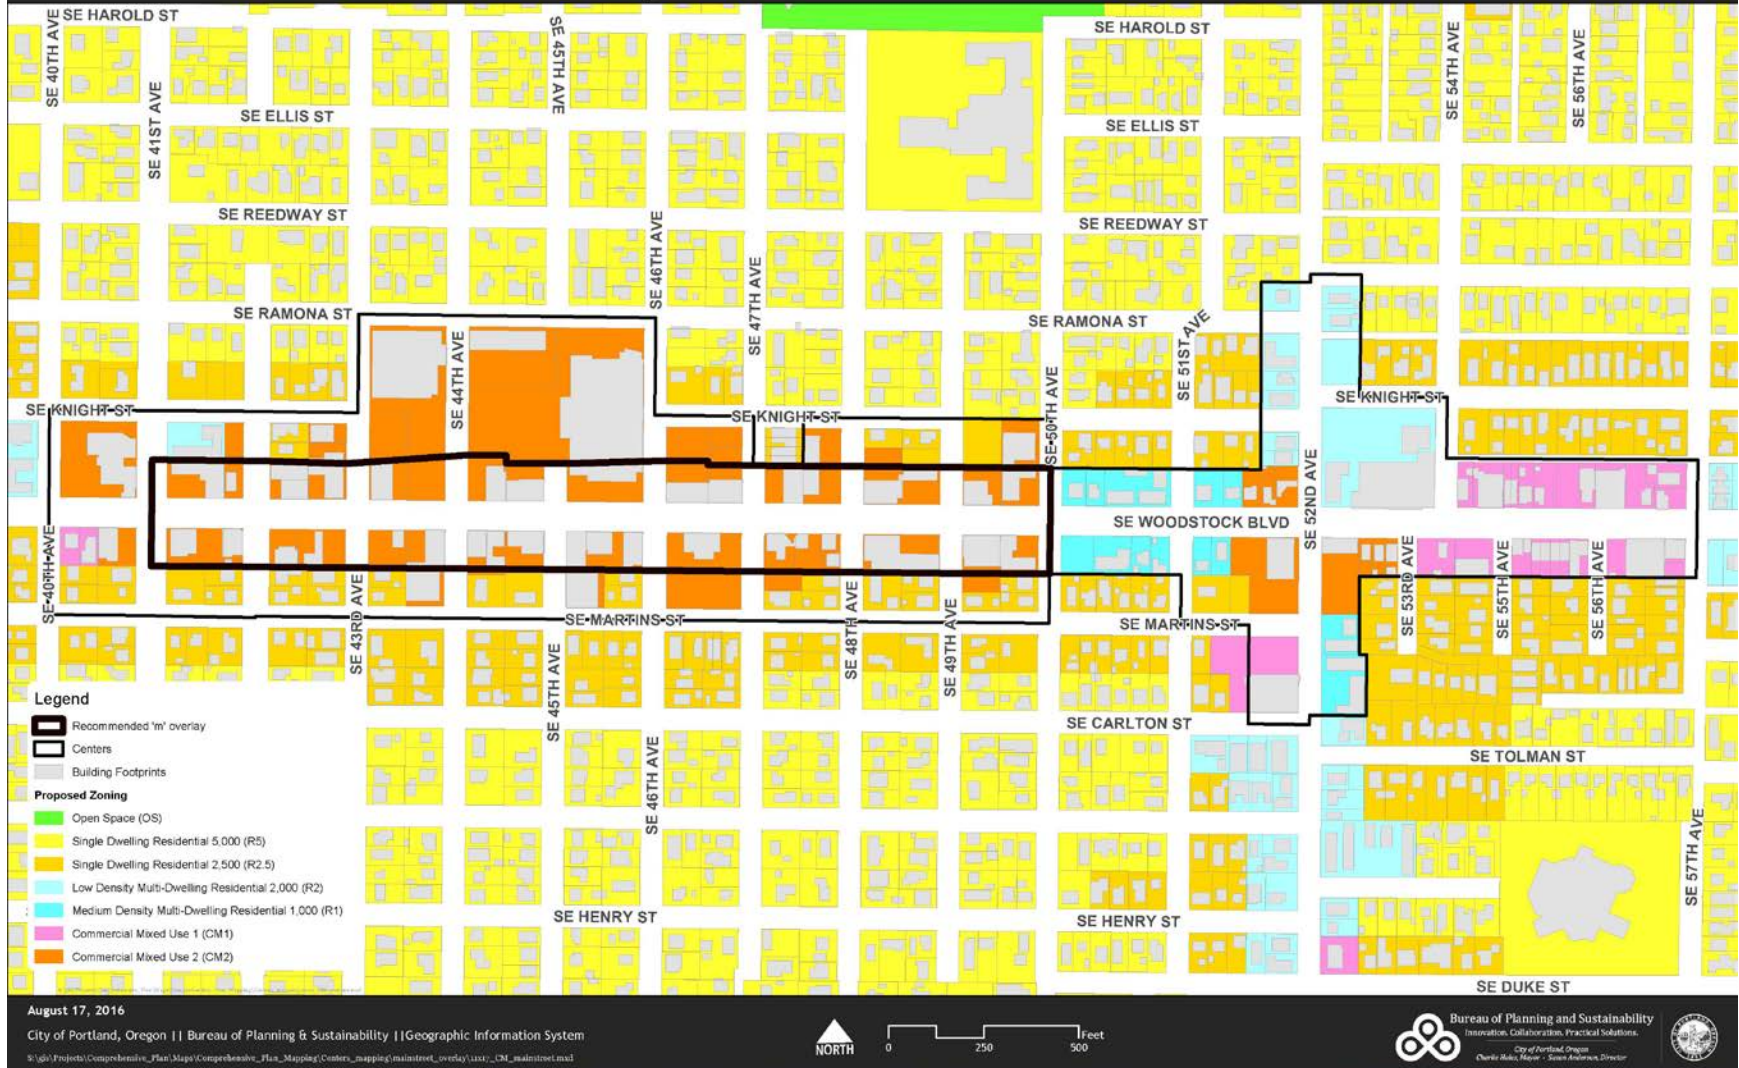 SE HAROLD ST
SE HAROLD ST
SE 40TH AVE
SE 41ST AVE
SE 45TH AVE
SE 54TH AVE
SE 56TH AVE
SE ELLIS ST
SE ELLIS ST
SE REEDWAY ST
SE REEDWAY ST
SE 46TH AVE
SE 47TH AVE
SE RAMONA ST
SE RAMONA ST
SE 51ST AVE
SE 44TH AVE
SE 50TH AVE
SE KNIGHT ST
SE KNIGHT ST
SE KNIGHT ST
SE 52ND AVE
SE WOODSTOCK BLVD
SE 40TH AVE
SE 43RD AVE
SE 48TH AVE
SE 49TH AVE
SE 53RD AVE
SE 55TH AVE
SE 56TH AVE
SE MARTINS ST
SE MARTINS ST
SE 45TH AVE
SE CARLTON ST
SE TOLMAN ST
SE 46TH AVE
SE 57TH AVE
SE HENRY ST
SE HENRY ST
SE DUKE ST
Legend
Recommended 'm' overlay
Centers
Building Footprints
Proposed Zoning
Open Space (OS)
Single Dwelling Residential 5,000 (R5)
Single Dwelling Residential 2,500 (R2.5)
Low Density Multi-Dwelling Residential 2,000 (R2)
Medium Density Multi-Dwelling Residential 1,000 (R1)
Commercial Mixed Use 1 (CM1)
Commercial Mixed Use 2 (CM2)
August 17, 2016
City of Portland, Oregon || Bureau of Planning & Sustainability ||Geographic Information System
NORTH
Feet
0 250 500
Bureau of Planning and Sustainability
Innovation. Collaboration. Practical Solutions.
City of Portland, Oregon
Charlie Hales, Mayor - Susan Anderson, Director